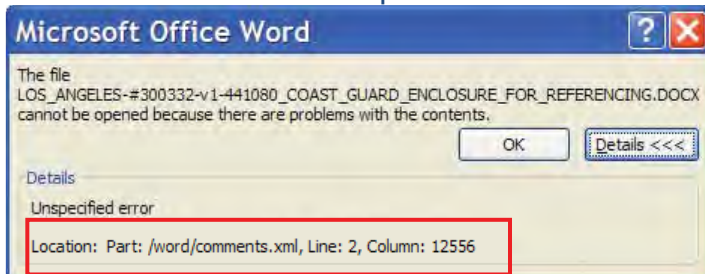 Microsoft Office Word
The file
LOS_ANGELES-#300332-v1-441080_COAST_GUARD_ENCLOSURE_FOR_REFERENCING.DOCX
cannot be opened because there are problems with the contents.
OK
Details <<<
Details
Unspecified error
Location: Part: /word/comments.xml, Line: 2, Column: 12556